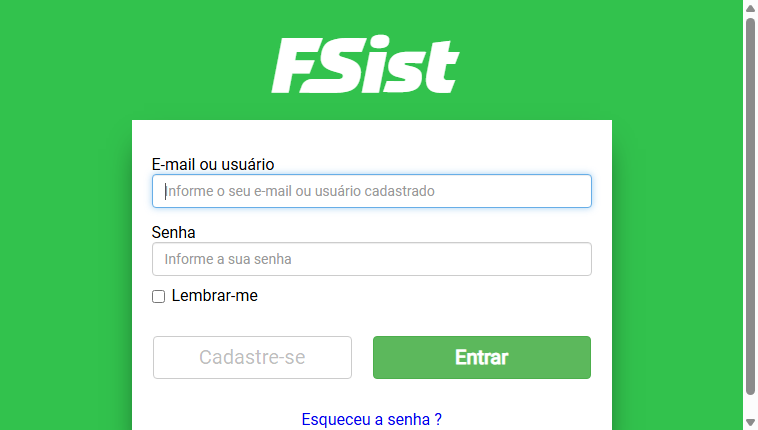 FSist
E-mail ou usuário
Informe o seu e-mail ou usuário cadastrado
Senha
Informe a sua senha
Lembrar-me
Cadastre-se
Entrar
Esqueceu a senha ?